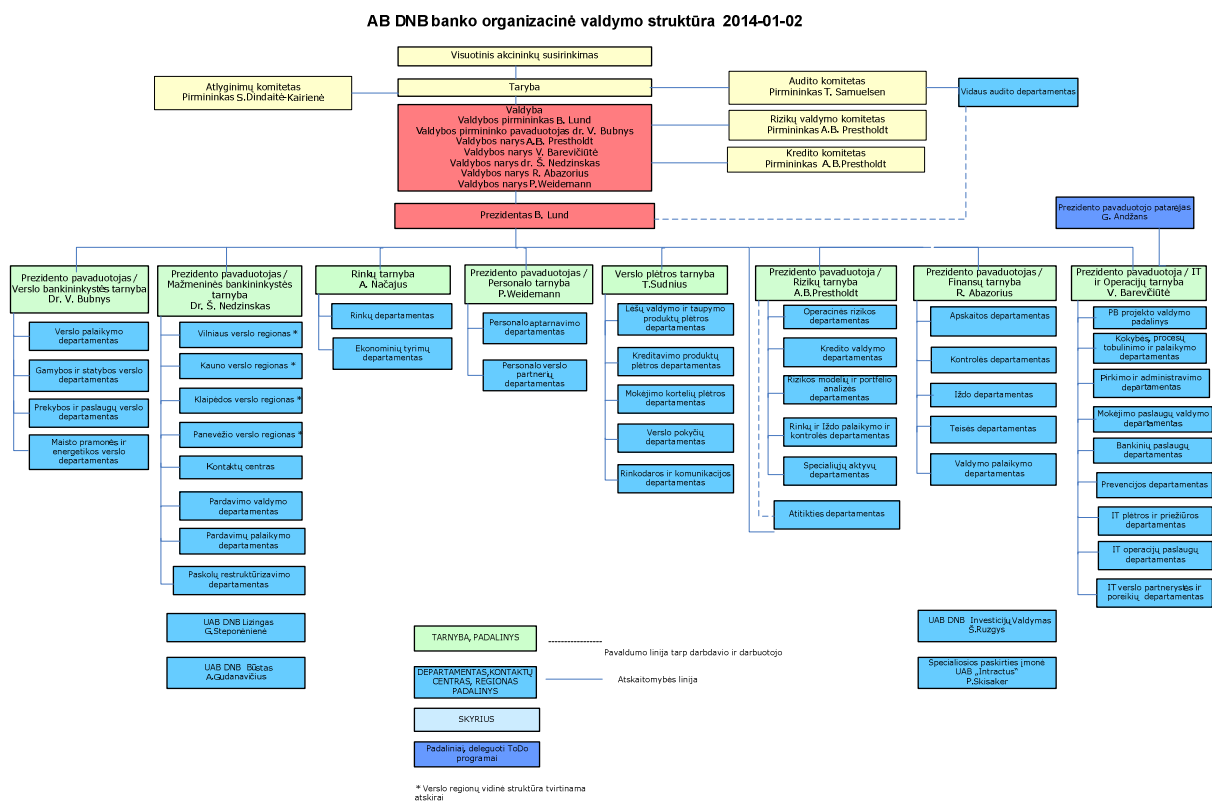 AB DNB banko organizacinė valdymo struktūra 2014-01-02
Visuotinis akcininkų susirinkimas
Atlyginimų komitetas
Pirmininkė S.Dindaitė-Kairienė
Taryba
Audito komitetas
Pirmininkas T. Samuelsen
Vidaus audito departamentas
Valdyba
Valdybos pirmininkas B. Lund
Valdybos pirmininko pavaduotojas dr. V. Bubnys
Valdybos narys A.B. Prestholdt
Valdybos narys V. Barevičiūtė
Valdybos narys dr. Š. Nedzinskas
Valdybos narys R. Abazorius
Valdybos narys P.Weidemann
Rizikų valdymo komitetas
Pirmininkas A.B. Prestholdt
Kredito komitetas
Pirmininkas A.B.Prestholdt
Prezidentas B. Lund
Prezidento pavaduotojo patarėjas
G. Andžans
Prezidento pavaduotojas /
Verslo bankininkystės tarnyba
Dr. V. Bubnys
Verslo palaikymo
departamentas
Gamybos ir statybos verslo
departamentas
Prekybos ir paslaugų verslo
departamentas
Maisto pramonės ir
energetikos verslo
departamentas
Prezidento pavaduotojas /
Mažmeninės bankininkystės
tarnyba
Dr. Š. Nedzinskas
Vilniaus verslo regionas *
Kauno verslo regionas *
Klaipėdos verslo regionas *
Panevėžio verslo regionas *
Kontaktų centras
Pardavimo valdymo
departamentas
Pardavimų palaikymo
departamentas
Paskolų restruktūrizavimo
departamentas
UAB DNB Lizingas
G.Steponėnienė
UAB DNB Būstas
A.Gudanavičius
Rinkų tarnyba
A. Načajus
Rinkų departamentas
Ekonominių tyrimų
departamentas
Prezidento pavaduotojas /
Personalo tarnyba
P.Weidemann
Personalo aptarnavimo
departamentas
Personalo verslo
partnerių
departamentas
Verslo plėtros tarnyba
T.Sudnius
Lėšų valdymo ir taupymo
produktų plėtros
departamentas
Kreditavimo produktų
plėtros departamentas
Mokėjimo kortelių plėtros
departamentas
Verslo pokyčių
departamentas
Rinkodaros ir komunikacijos
departamentas
Prezidento pavaduotojas /
Rizikų tarnyba
A.B.Prestholdt
Operacinės rizikos
departamentas
Kredito valdymo
departamentas
Rizikos modelių ir portfelio
analizės
departamentas
Rinkų ir Iždo palaikymo ir
kontrolės departamentas
Specialiųjų aktyvų
departamentas
Atitikties departamentas
Prezidento pavaduotojas /
Finansų tarnyba
R. Abazorius
Apskaitos departamentas
Kontrolės departamentas
Iždo departamentas
Teisės departamentas
Valdymo palaikymo
departamentas
UAB DNB Investicijų Valdymas
Š.Ruzgys
Specialiosios paskirties įmonė
UAB „Intractus“
P.Skisaker
Prezidento pavaduotoja / IT
ir Operacijų tarnyba
V. Barevičiūtė
PB projekto valdymo
padalinys
Kokybės, procesų
tobulinimo ir palaikymo
departamentas
Pirkimo ir administravimo
departamentas
Mokėjimo paslaugų valdymo
departamentas
Bankinių paslaugų
departamentas
Prevencijos departamentas
IT plėtros ir priežiūros
departamentas
IT operacijų paslaugų
departamentas
IT verslo partnerystės ir
poreikių departamentas
TARNYBA, PADALINYS
Pavaldumo linija tarp darbdavio ir darbuotojo
DEPARTAMENTAS,KONTAKTŲ
CENTRAS, REGIONAS
PADALINYS
Atskaitomybės linija
SKYRIUS
Padaliniai, deleguoti ToDo
programai
* Verslo regionų vidinė struktūra tvirtinama
atskirai